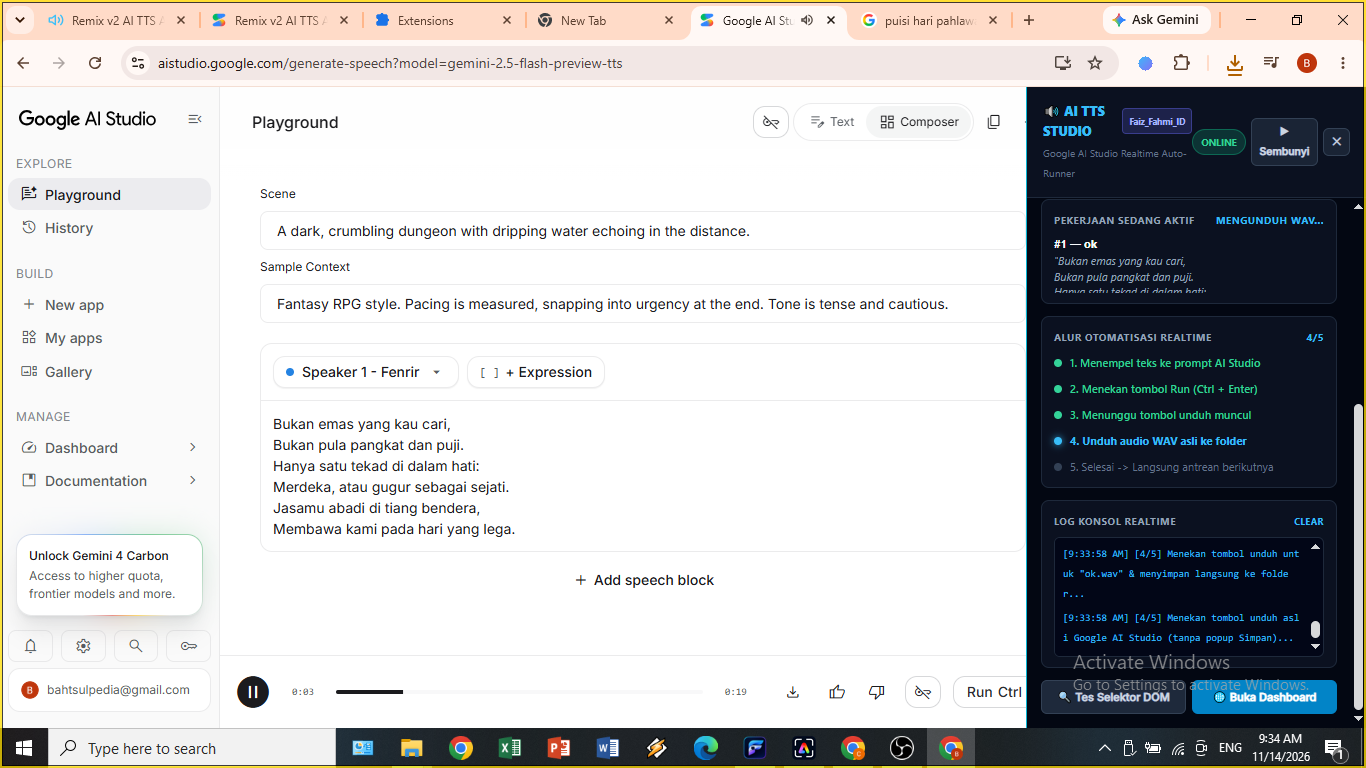 Remix v2 AI TTS A
Remix v2 AI TTS A
Extensions
New Tab
Google AI Stu
puisi hari pahlaw
Ask Gemini
aistudio.google.com/generate-speech?model=gemini-2.5-flash-preview-tts
B
Google AI Studio
EXPLORE
Playground
History
BUILD
New app
My apps
Gallery
MANAGE
Dashboard
Documentation
Unlock Gemini 4 Carbon
Access to higher quota,
frontier models and more.
B bahtsulpedia@gmail.com
Playground
Text
Composer
Scene
A dark, crumbling dungeon with dripping water echoing in the distance.
Sample Context
Fantasy RPG style. Pacing is measured, snapping into urgency at the end. Tone is tense and cautious.
Speaker 1 - Fenrir
[ ] + Expression
Bukan emas yang kau cari,
Bukan pula pangkat dan puji.
Hanya satu tekad di dalam hati:
Merdeka, atau gugur sebagai sejati.
Jasamu abadi di tiang bendera,
Membawa kami pada hari yang lega.
+ Add speech block
0:03
0:19
Run Ctrl
AI TTS
STUDIO
Faiz_Fahmi_ID
ONLINE
Sembunyi
Google AI Studio Realtime Auto-
Runner
PEKERJAAN SEDANG AKTIF
MENGUNDUH WAV...
#1 — ok
"Bukan emas yang kau cari,
Bukan pula pangkat dan puji.
Hanya satu tekad di dalam hati:
ALUR OTOMATISASI REALTIME
4/5
1. Menempel teks ke prompt AI Studio
2. Menekan tombol Run (Ctrl + Enter)
3. Menunggu tombol unduh muncul
4. Unduh audio WAV asli ke folder
5. Selesai -> Langsung antrean berikutnya
LOG KONSOL REALTIME
CLEAR
[9:33:58 AM] [4/5] Menekan tombol unduh unt
uk "ok.wav" & menyimpan langsung ke folde
r...
[9:33:58 AM] [4/5] Menekan tombol unduh asl
i Google AI Studio (tanpa popup Simpan)...
Activate Windows
Go to Settings to activate Windows.
Tes Selektor DOM
Buka Dashboard
Type here to search
ENG
9:34 AM
11/14/2026
1